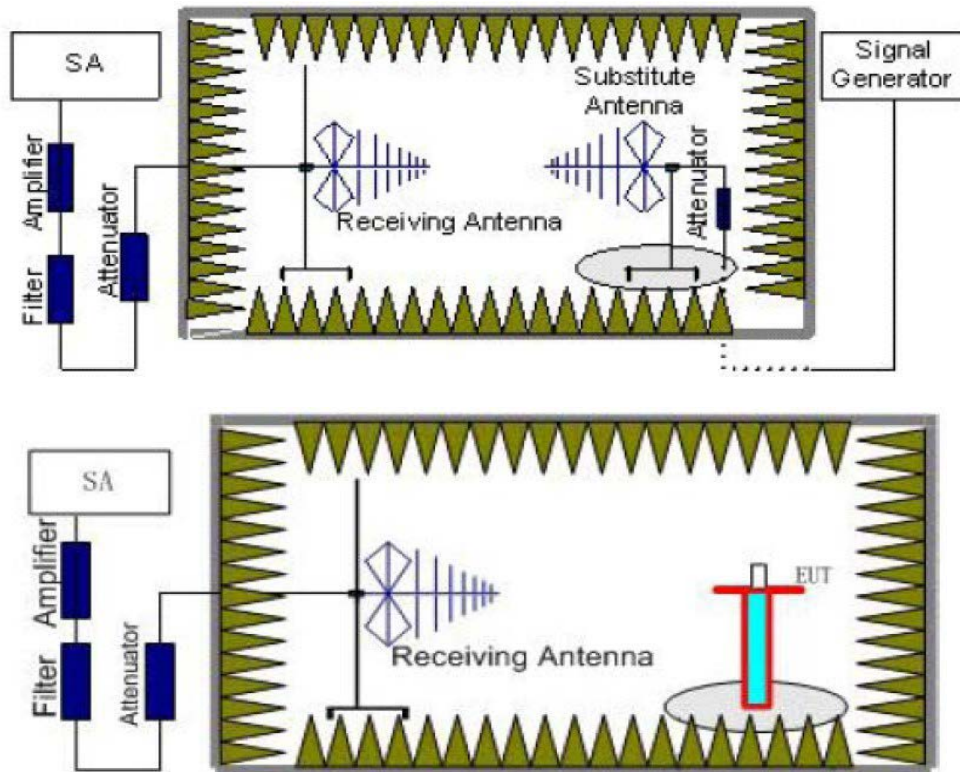 SA
Signal
Generator
Substitute
Antenna
Amplifier
Attenuator
Filter
Receiving Antenna
Attenuator
SA
Amplifier
Filter
Attenuator
Receiving Antenna
EUT